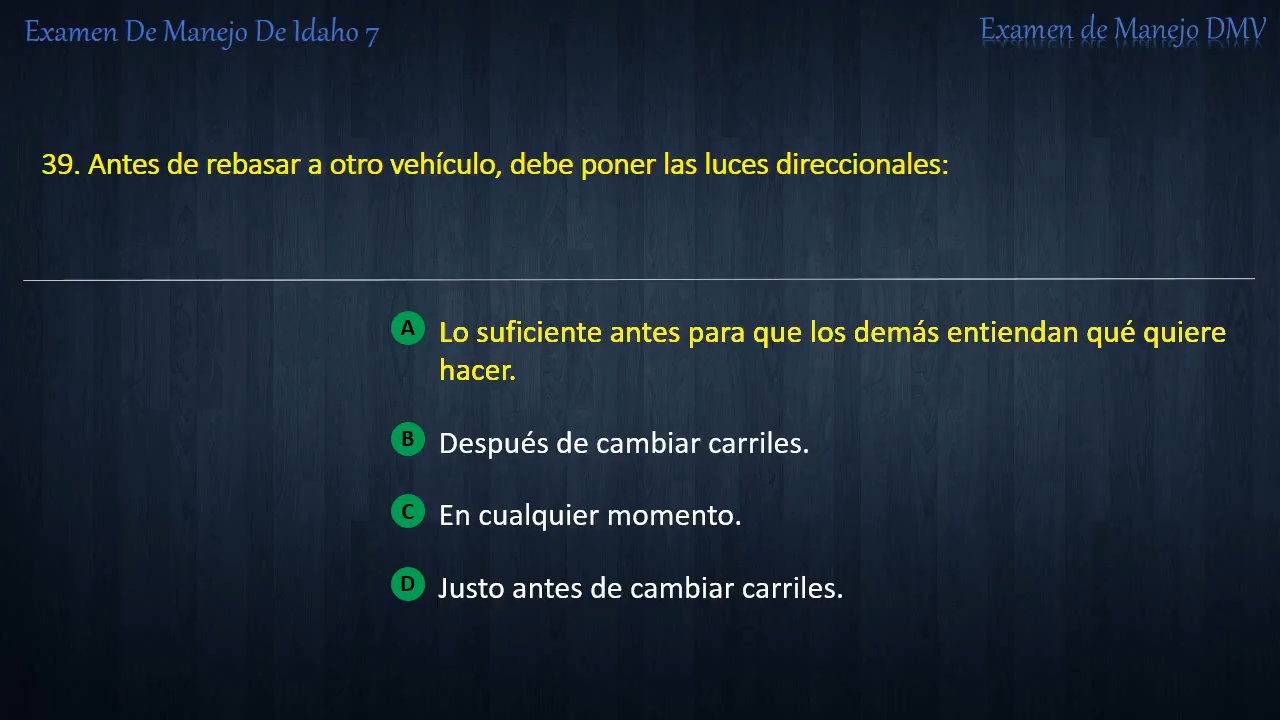 Examen De Manejo De Idaho 7
Examen de Manejo DMV
39. Antes de rebasar a otro vehículo, debe poner las luces direccionales:
A Lo suficiente antes para que los demás entiendan qué quiere
hacer.
B Después de cambiar carriles.
C En cualquier momento.
D Justo antes de cambiar carriles.